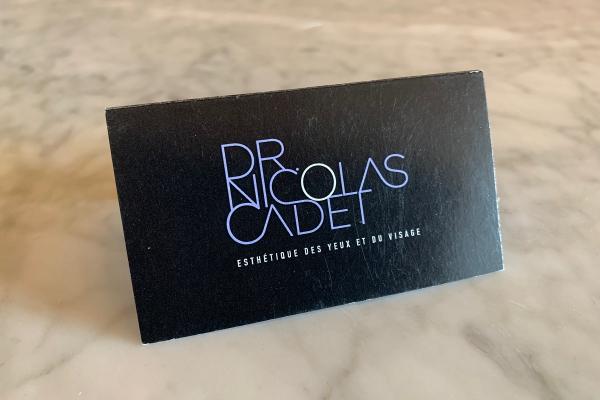 DR.
NICOLAS
CADET
ESTHÉTIQUE DES YEUX ET DU VISAGE